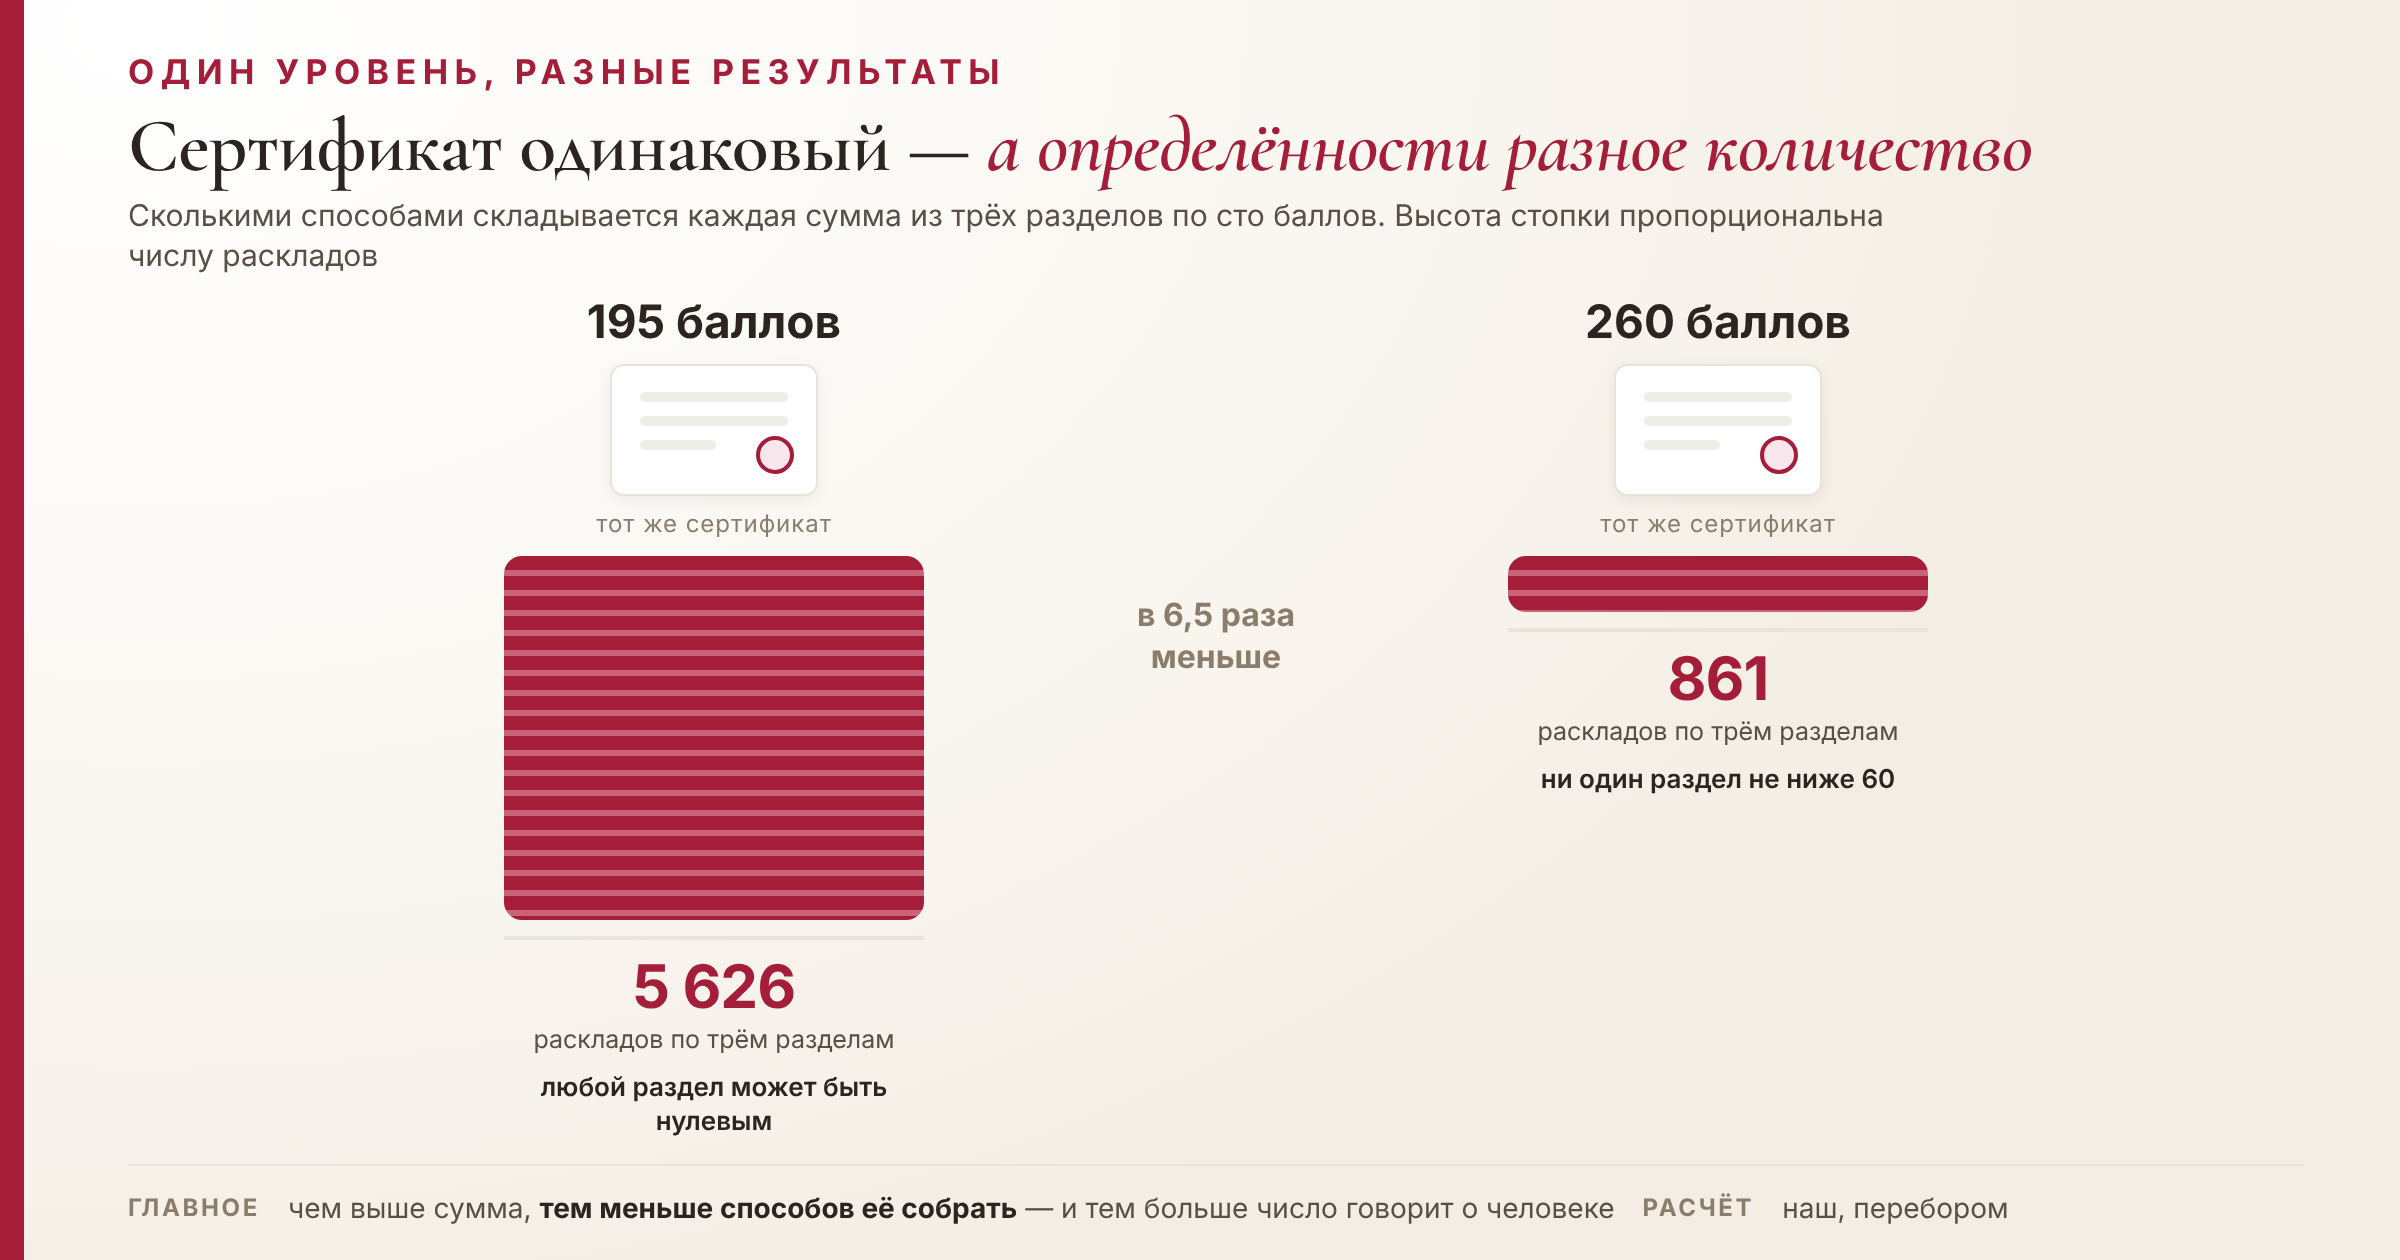 ОДИН УРОВЕНЬ, РАЗНЫЕ РЕЗУЛЬТАТЫ
Сертификат одинаковый — а определённости разное количество
Сколькими способами складывается каждая сумма из трёх разделов по сто баллов. Высота стопки пропорциональна
числу раскладов
195 баллов
тот же сертификат
5 626
раскладов по трём разделам
любой раздел может быть
нулевым
в 6,5 раза
меньше
260 баллов
тот же сертификат
861
раскладов по трём разделам
ни один раздел не ниже 60
ГЛАВНОЕ чем выше сумма, тем меньше способов её собрать — и тем больше число говорит о человеке РАСЧЁТ наш, перебором